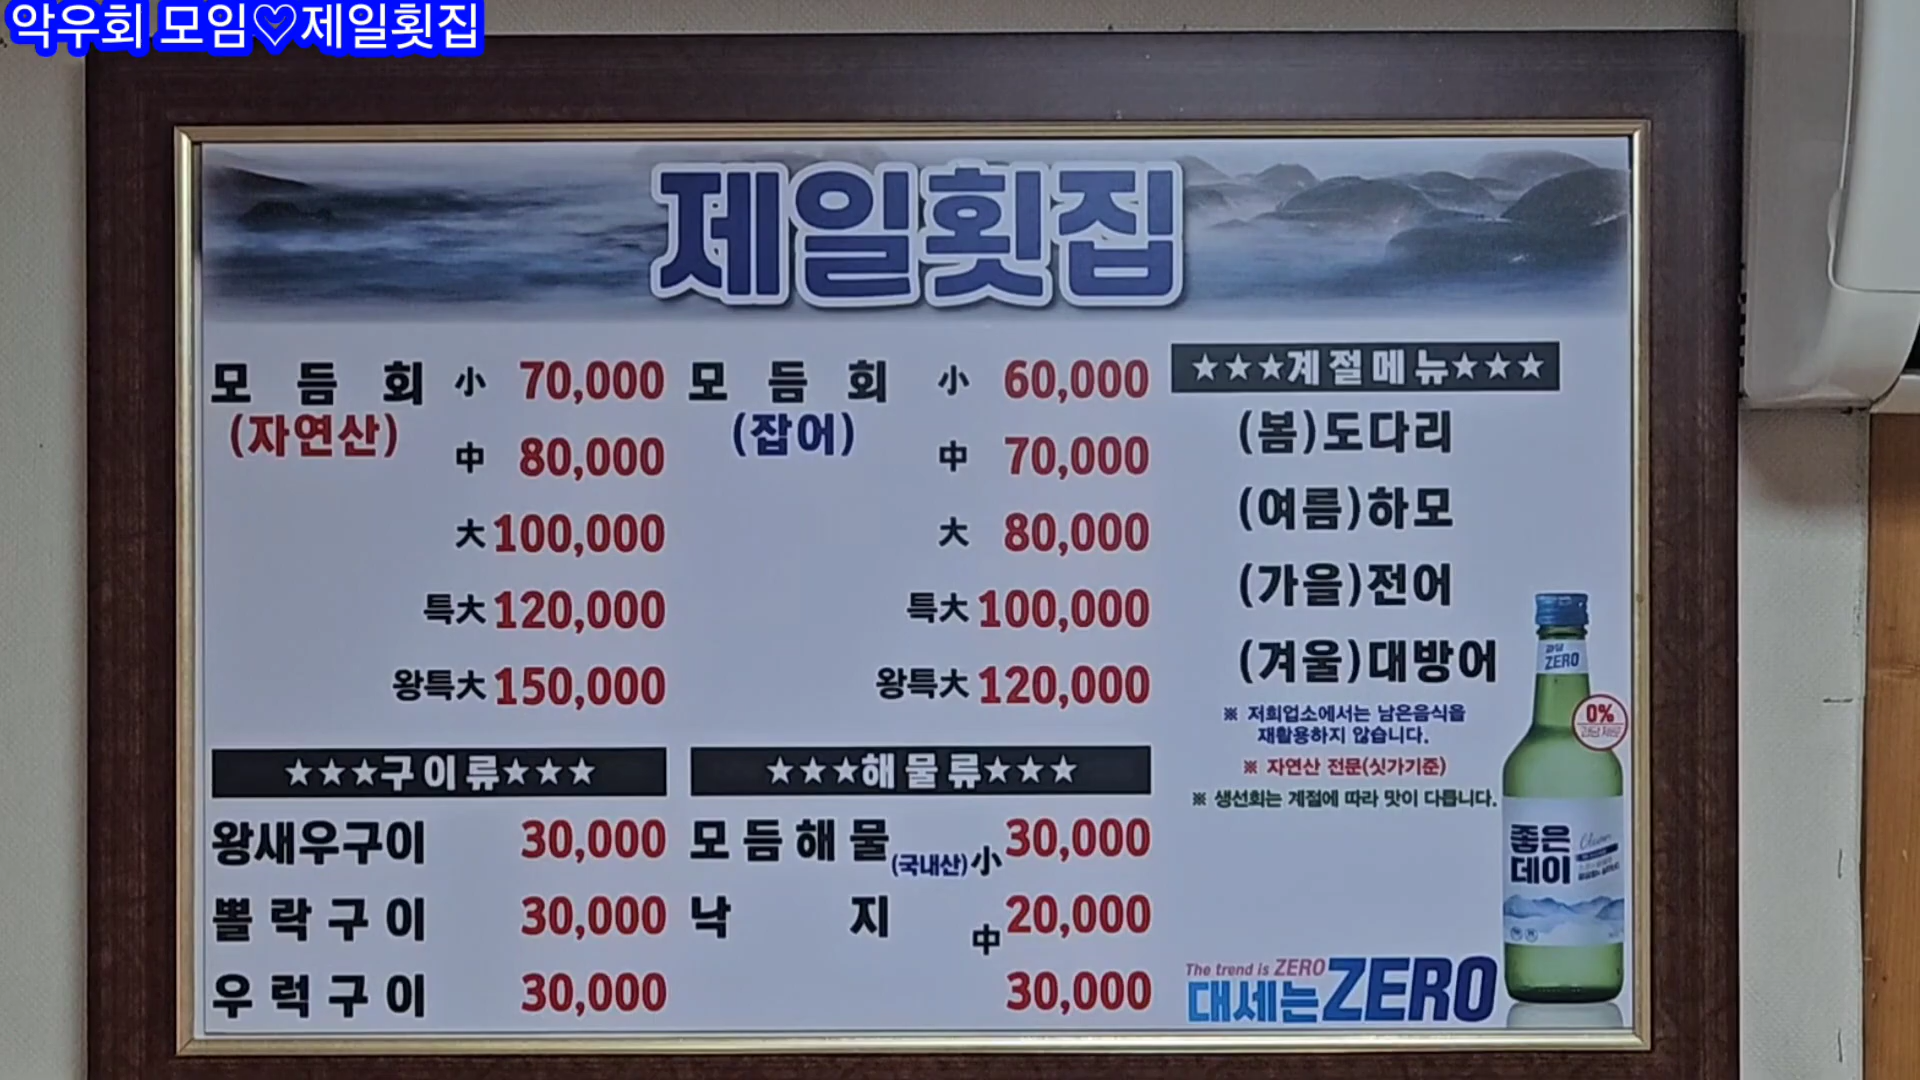 악우회 모임♡제일횟집
제일횟집
모 듬 회 小 70,000
(자연산)
中 80,000
大 100,000
특大 120,000
왕특大 150,000
모 듬 회 小 60,000
(잡어)
中 70,000
大 80,000
특大 100,000
왕특大 120,000
★★★계절메뉴★★★
(봄)도다리
(여름)하모
(가을)전어
(겨울)대방어
※ 저희업소에서는 남은음식을
재활용하지 않습니다.
※ 자연산 전문(싯가기준)
※ 생선회는 계절에 따라 맛이 다릅니다.
★★★구이류★★★
왕새우구이 30,000
뽈락구이 30,000
우럭구이 30,000
★★★해물류★★★
모듬해물(국내산)小 30,000
낙 지 中 20,000
30,000
ZERO
0%
좋은
데이
The trend is ZERO
대세는ZERO